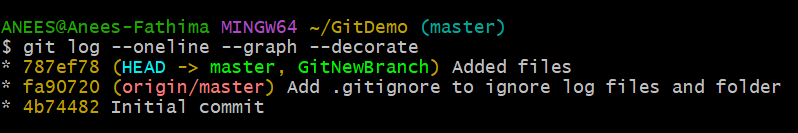 ANEES@Anees-Fathima MINGW64 ~/GitDemo (master)
$ git log --oneline --graph --decorate
* 787ef78 (HEAD -> master, GitNewBranch) Added files
* fa90720 (origin/master) Add .gitignore to ignore log files and folder
* 4b74482 Initial commit